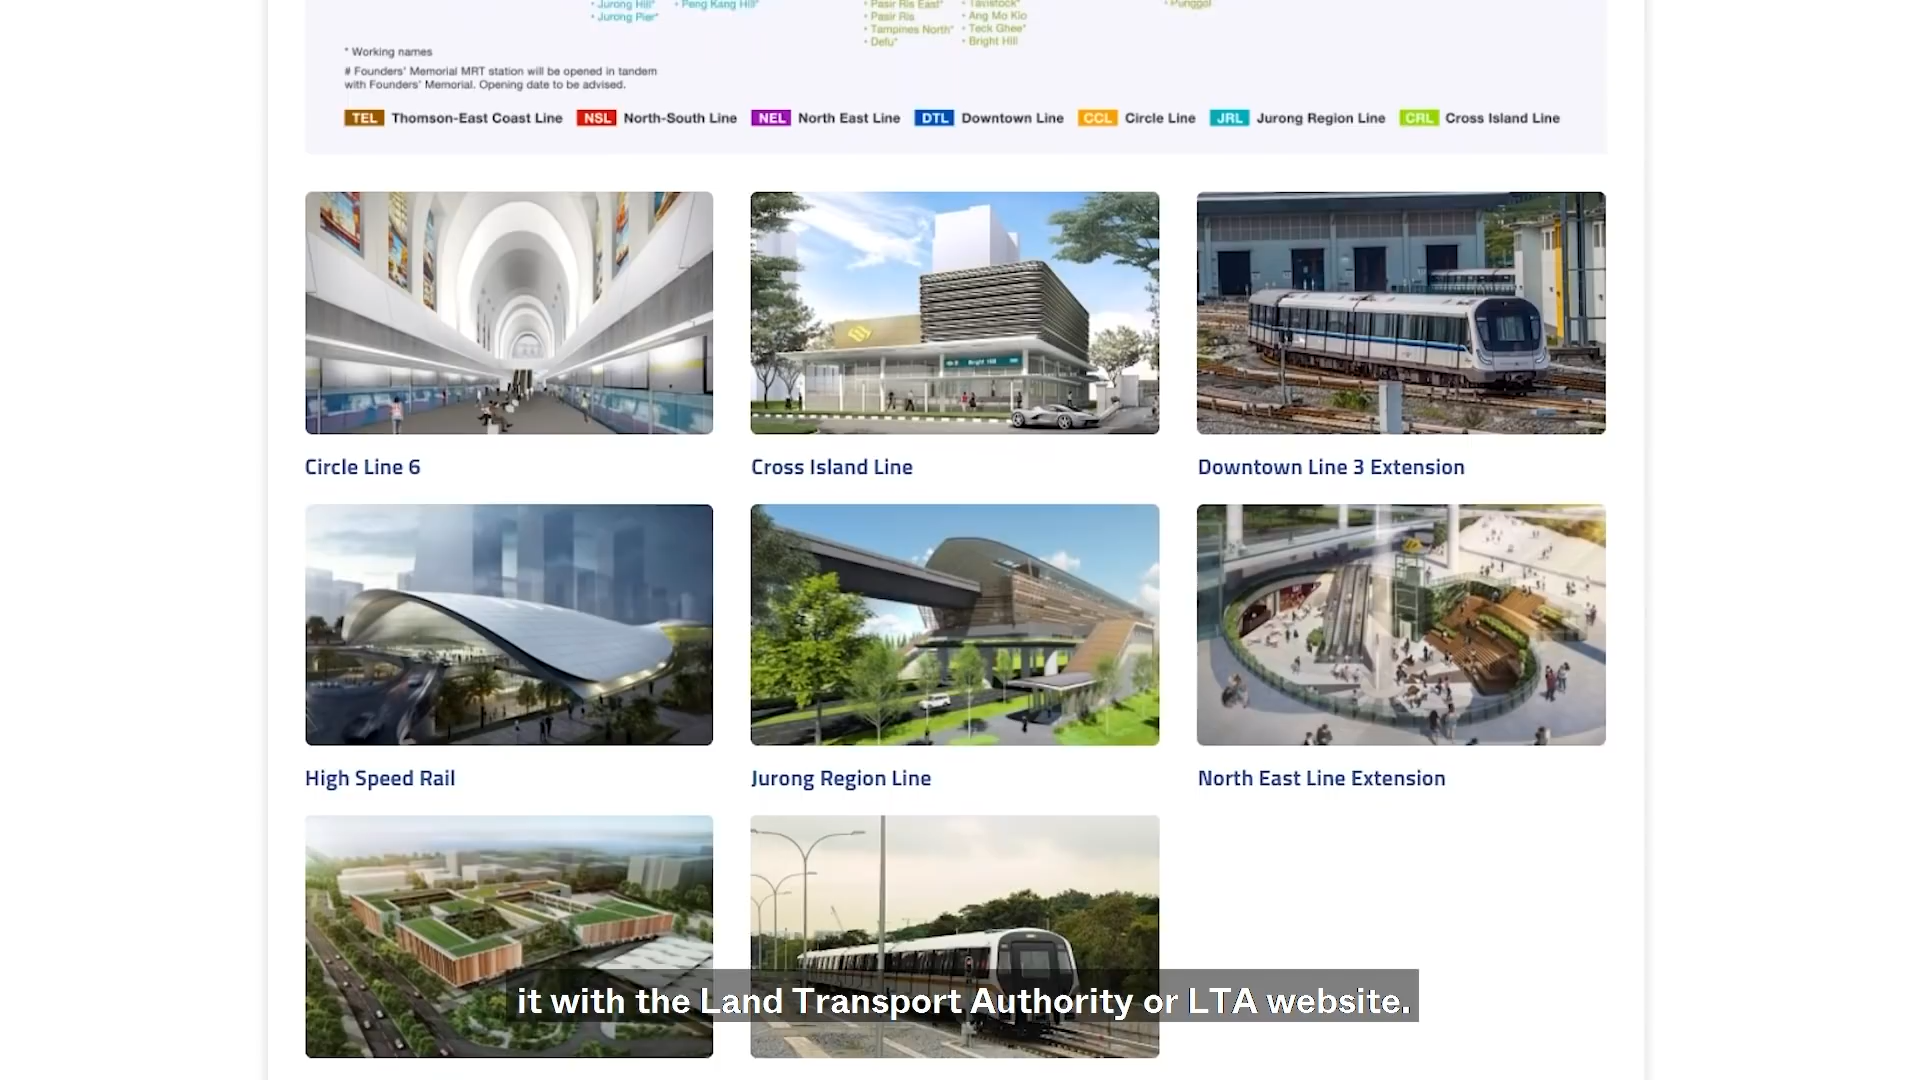 • Jurong Hill* • Peng Kang Hill*
• Jurong Pier*
• Pasir Ris East* • Tavistock*
• Pasir Ris • Ang Mo Kio
• Tampines North* • Teck Ghee*
• Defu* • Bright Hill
• Punggol
* Working names
# Founders' Memorial MRT station will be opened in tandem
with Founders' Memorial. Opening date to be advised.
TEL Thomson-East Coast Line NSL North-South Line NEL North East Line DTL Downtown Line CCL Circle Line JRL Jurong Region Line CRL Cross Island Line
Bright Hill
Circle Line 6
Cross Island Line
Downtown Line 3 Extension
High Speed Rail
Jurong Region Line
North East Line Extension
it with the Land Transport Authority or LTA website.